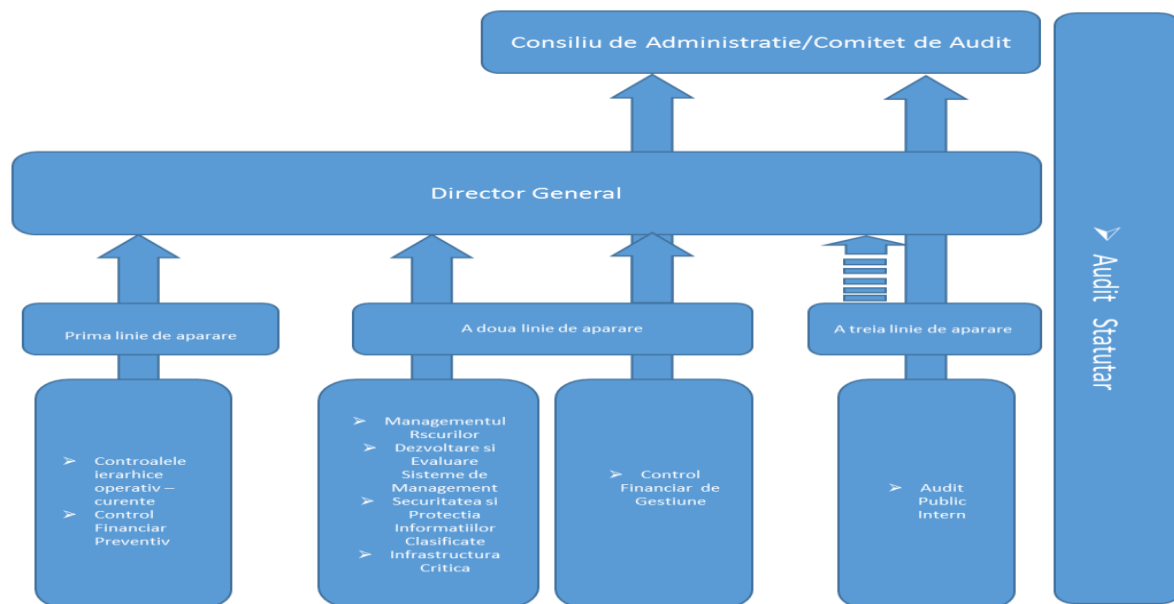 Consiliu de Administratie/Comitet de Audit
Director General
Prima linie de aparare
A doua linie de aparare
A treia linie de aparare
➢ Controalele
ierarhice
operativ –
curente
➢ Control
Financiar
Preventiv
➢ Managementul
Rscurilor
➢ Dezvoltare si
Evaluare
Sisteme de
Management
➢ Securitatea si
Protectia
Informatiilor
Clasificate
➢ Infrastructura
Critica
➢ Control
Financiar de
Gestiune
➢ Audit
Public
Intern
➢ Audit Statutar